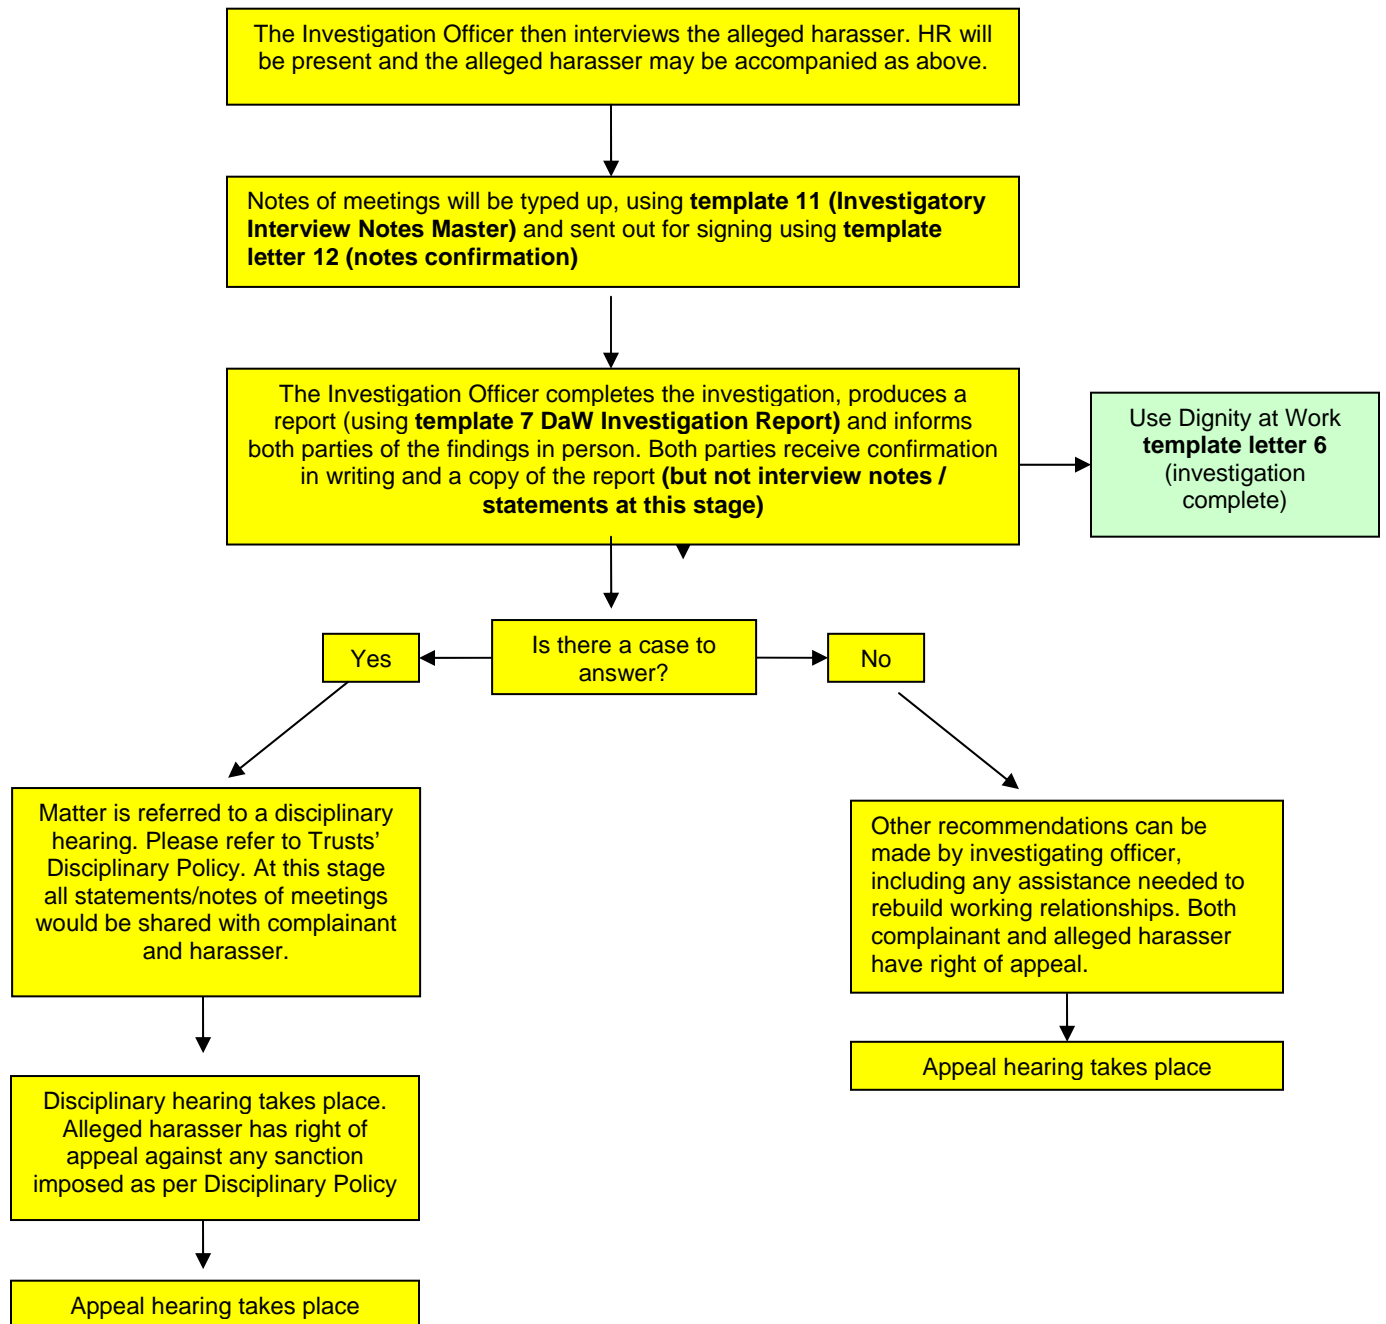 The Investigation Officer then interviews the alleged harasser. HR will
be present and the alleged harasser may be accompanied as above.
Notes of meetings will be typed up, using template 11 (Investigatory
Interview Notes Master) and sent out for signing using template
letter 12 (notes confirmation)
The Investigation Officer completes the investigation, produces a
report (using template 7 DaW Investigation Report) and informs
both parties of the findings in person. Both parties receive confirmation
in writing and a copy of the report (but not interview notes /
statements at this stage)
Use Dignity at Work
template letter 6
(investigation
complete)
Is there a case to
answer?
Yes
No
Matter is referred to a disciplinary
hearing. Please refer to Trusts’
Disciplinary Policy. At this stage
all statements/notes of meetings
would be shared with complainant
and harasser.
Other recommendations can be
made by investigating officer,
including any assistance needed to
rebuild working relationships. Both
complainant and alleged harasser
have right of appeal.
Appeal hearing takes place
Disciplinary hearing takes place.
Alleged harasser has right of
appeal against any sanction
imposed as per Disciplinary Policy
Appeal hearing takes place